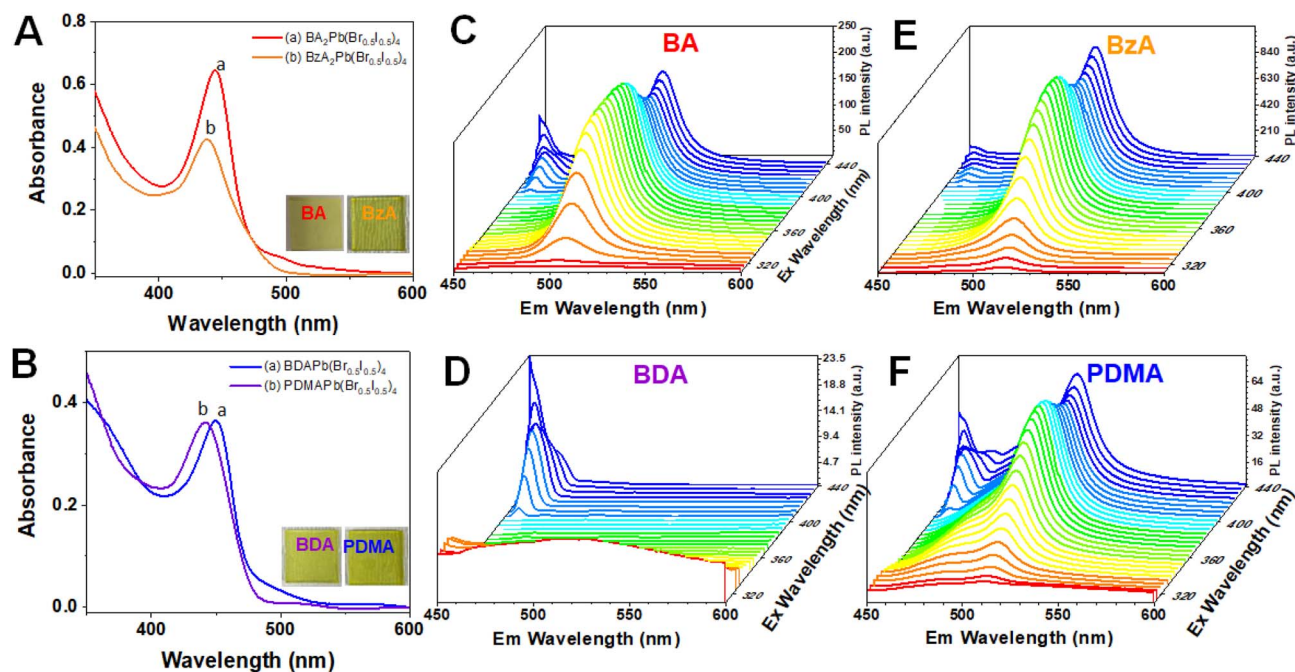 A
0.8
0.6
0.4
0.2
0.0
Absorbance
(a) BA₂Pb(Br₀.₅I₀.₅)₄
(b) BzA₂Pb(Br₀.₅I₀.₅)₄
a
b
BA
BzA
400
500
600
Wavelength (nm)
C
BA
250
200
150
100
50
PL intensity (a.u.)
440
400
360
320
Ex Wavelength (nm)
450
500
550
600
Em Wavelength (nm)
E
BzA
840
630
420
210
PL intensity (a.u.)
440
400
360
320
450
500
550
600
Em Wavelength (nm)
B
0.4
0.2
0.0
Absorbance
(a) BDAPb(Br₀.₅I₀.₅)₄
(b) PDMAPb(Br₀.₅I₀.₅)₄
b
a
BDA
PDMA
400
500
600
Wavelength (nm)
D
BDA
23.5
18.8
14.1
9.4
4.7
PL intensity (a.u.)
440
400
360
320
Ex Wavelength (nm)
450
500
550
600
Em Wavelength (nm)
F
PDMA
64
48
32
16
PL intensity (a.u.)
440
400
360
320
Ex Wavelength (nm)
450
500
550
600
Em Wavelength (nm)